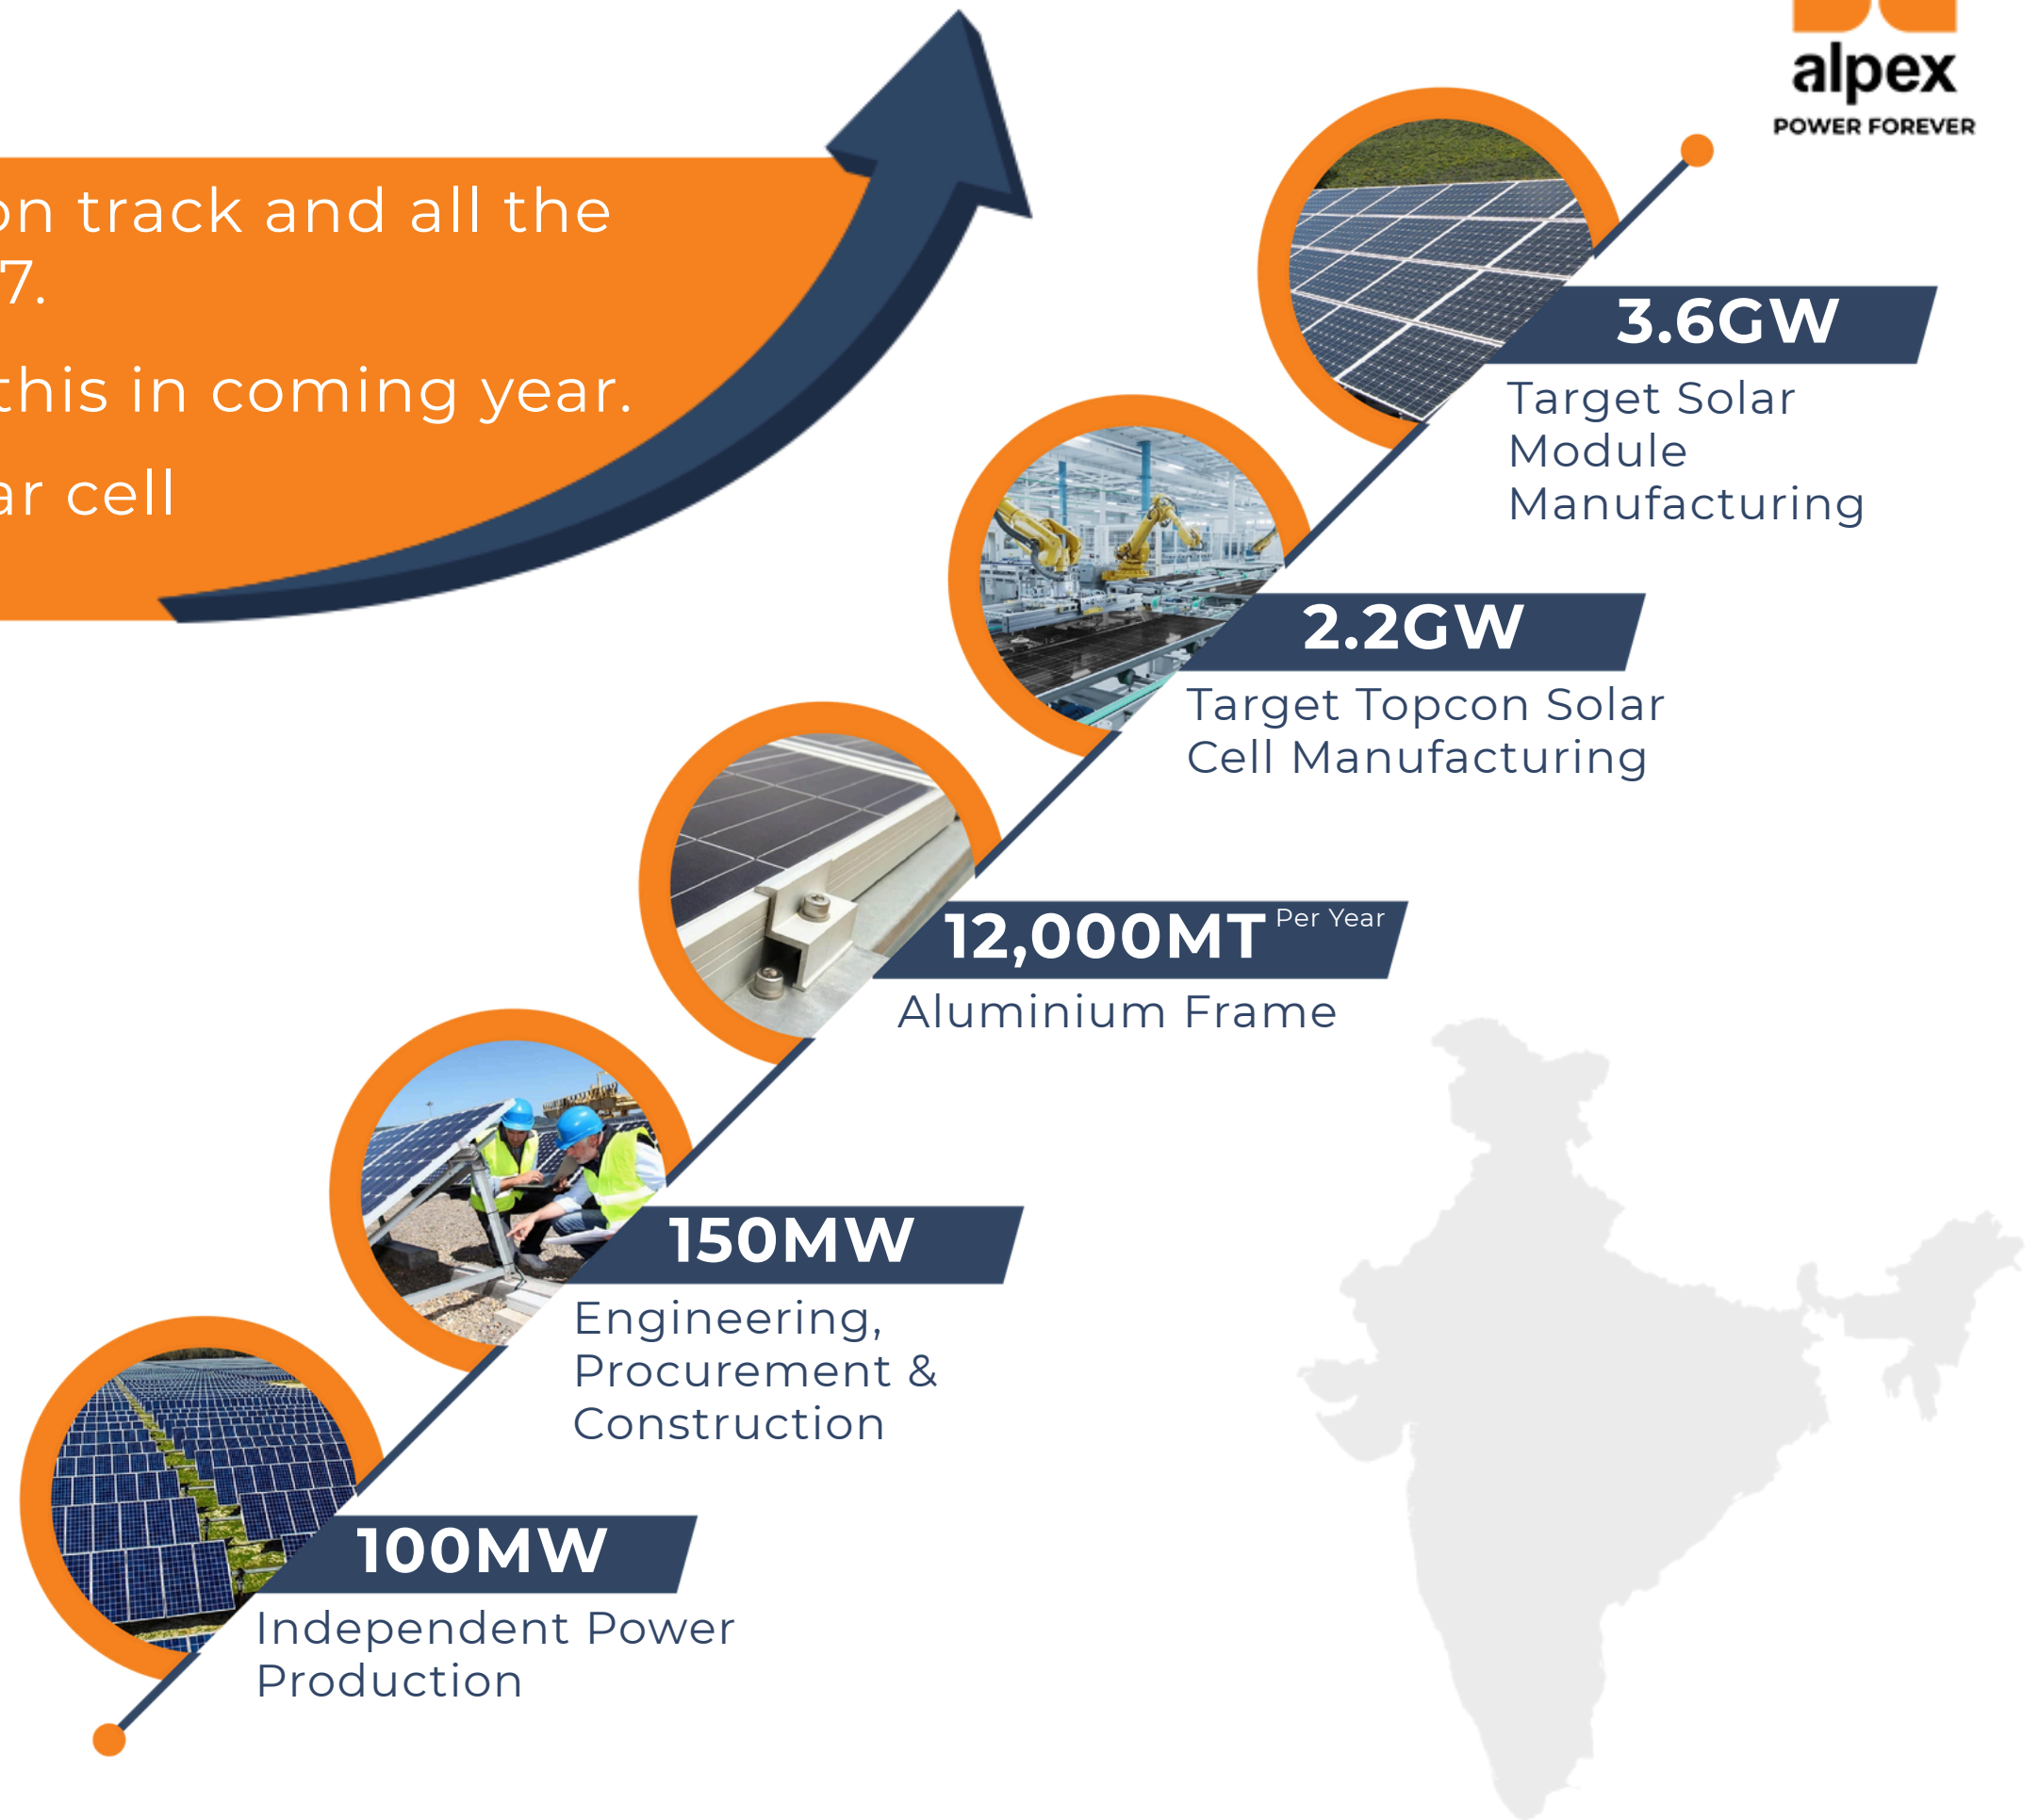 alpex
POWER FOREVER
on track and all the
7.
this in coming year.
ar cell
3.6GW
Target Solar
Module
Manufacturing
2.2GW
Target Topcon Solar
Cell Manufacturing
12,000MT Per Year
Aluminium Frame
150MW
Engineering,
Procurement &
Construction
100MW
Independent Power
Production